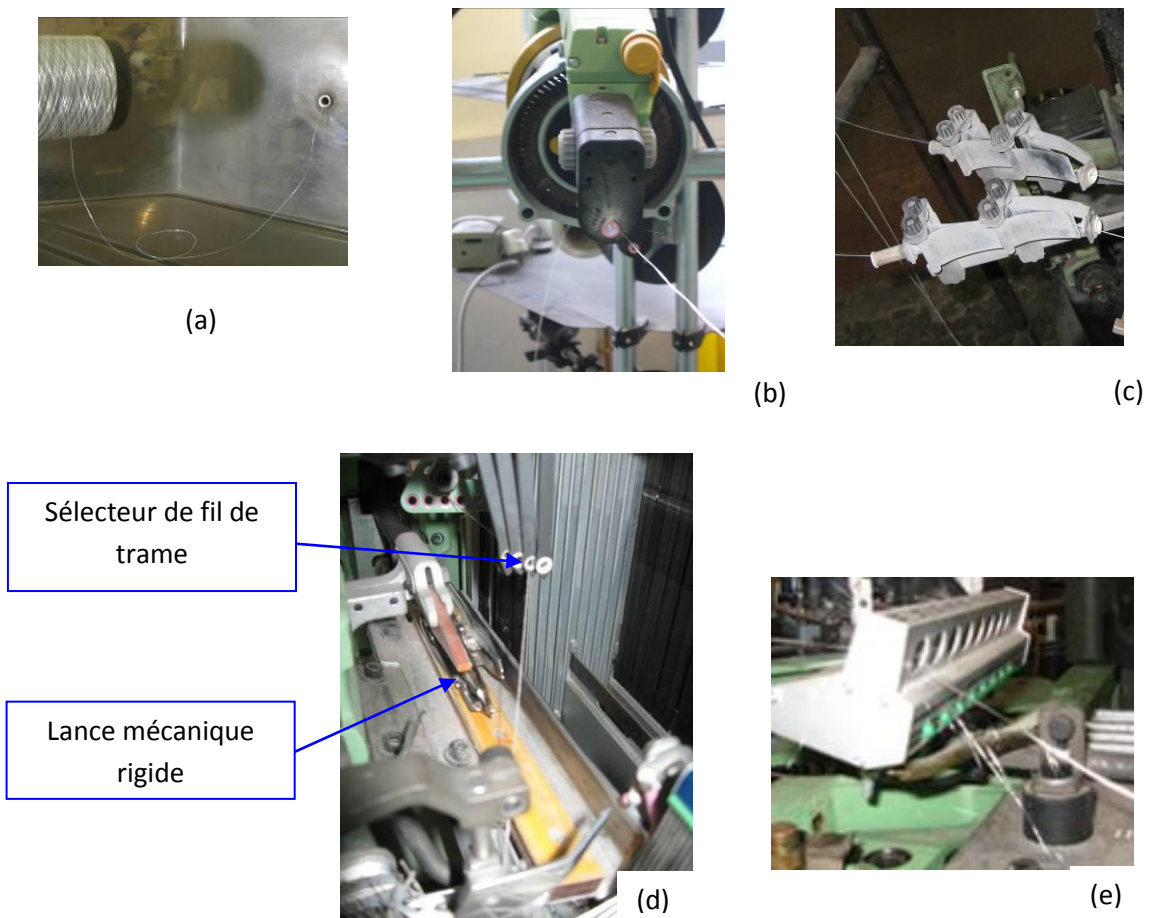 (a)
(b)
(c)
Sélecteur de fil de
trame
Lance mécanique
rigide
(d)
(e)